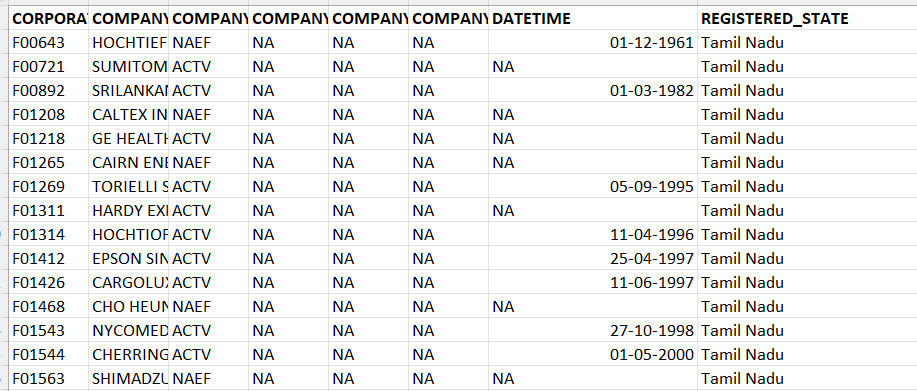 CORPORA COMPANY COMPANY COMPANY COMPANY COMPANY DATETIME REGISTERED_STATE
F00643 HOCHTIEF NAEF NA NA NA 01-12-1961 Tamil Nadu
F00721 SUMITOM ACTV NA NA NA NA Tamil Nadu
F00892 SRILANKA ACTV NA NA NA 01-03-1982 Tamil Nadu
F01208 CALTEX IN NAEF NA NA NA NA Tamil Nadu
F01218 GE HEALTH ACTV NA NA NA NA Tamil Nadu
F01265 CAIRN ENE NAEF NA NA NA NA Tamil Nadu
F01269 TORIELLI S ACTV NA NA NA 05-09-1995 Tamil Nadu
F01311 HARDY EX ACTV NA NA NA NA Tamil Nadu
F01314 HOCHTIOF ACTV NA NA NA 11-04-1996 Tamil Nadu
F01412 EPSON SIN ACTV NA NA NA 25-04-1997 Tamil Nadu
F01426 CARGOLUX ACTV NA NA NA 11-06-1997 Tamil Nadu
F01468 CHO HEUN NAEF NA NA NA NA Tamil Nadu
F01543 NYCOMED ACTV NA NA NA 27-10-1998 Tamil Nadu
F01544 CHERRING ACTV NA NA NA 01-05-2000 Tamil Nadu
F01563 SHIMADZU NAEF NA NA NA NA Tamil Nadu